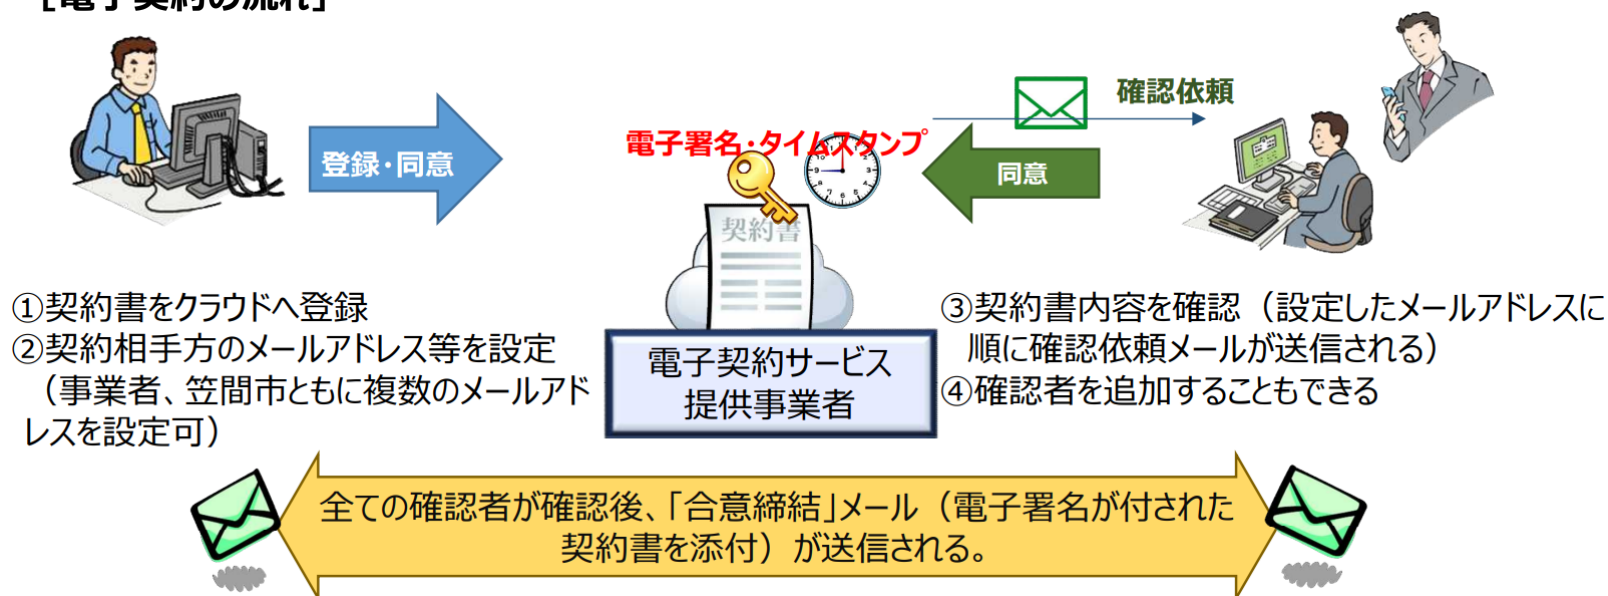 ［電子契約の流れ］
確認依頼
電子署名・タイムスタンプ
登録・同意
同意
契約書
①契約書をクラウドへ登録
②契約相手方のメールアドレス等を設定
（事業者、笠間市ともに複数のメールアド
レスを設定可）
電子契約サービス
提供事業者
③契約書内容を確認（設定したメールアドレスに
順に確認依頼メールが送信される）
④確認者を追加することもできる
全ての確認者が確認後、「合意締結」メール（電子署名が付された
契約書を添付）が送信される。